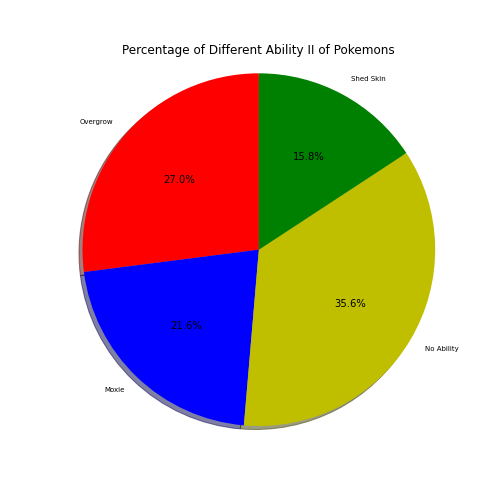 Percentage of Different Ability II of Pokemons
Shed Skin
Overgrow
15.8%
27.0%
35.6%
21.6%
No Ability
Moxie